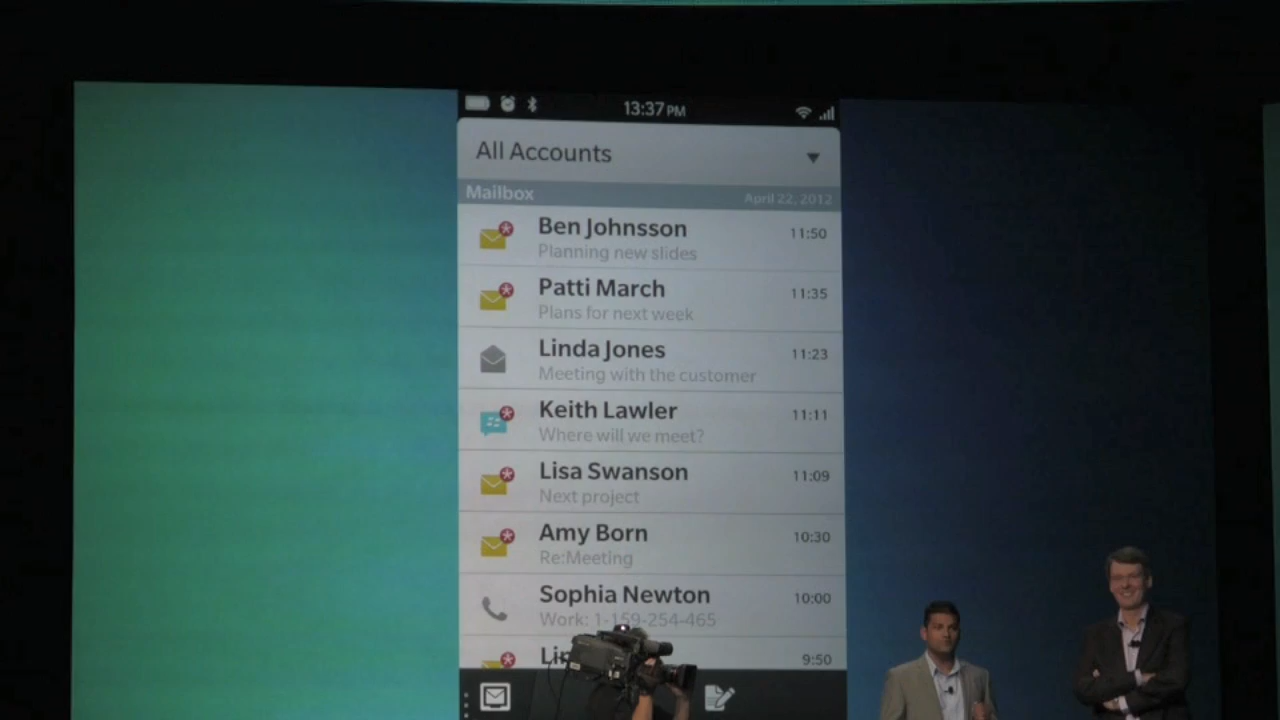 13:37 PM
All Accounts
Mailbox April 22, 2012
Ben Johnsson 11:50
Planning new slides
Patti March 11:35
Plans for next week
Linda Jones 11:23
Meeting with the customer
Keith Lawler 11:11
Where will we meet?
Lisa Swanson 11:09
Next project
Amy Born 10:30
Re:Meeting
Sophia Newton 10:00
Work: 1-159-254-465
9:50